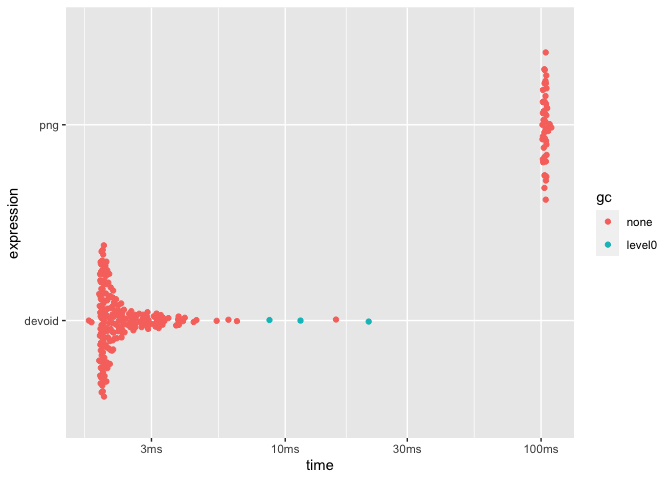 png
devoid
expression
3ms
10ms
30ms
100ms
time
gc
none
level0